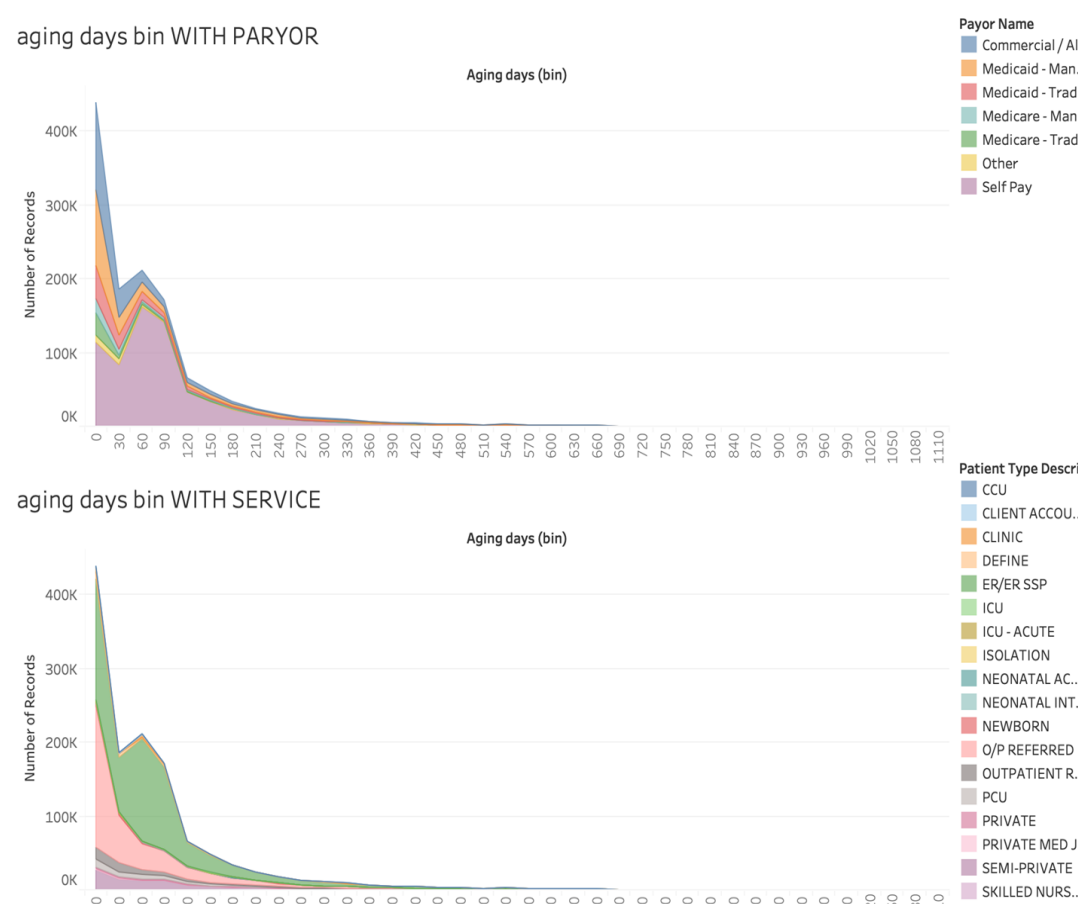 aging days bin WITH PARYOR
Aging days (bin)
Number of Records
400K
300K
200K
100K
0K
0 30 60 90 120 150 180 210 240 270 300 330 360 390 420 450 480 510 540 570 600 630 660 690 720 750 780 810 840 870 900 930 960 990 1020 1050 1080 1110
Payor Name
Commercial / Al
Medicaid - Man.
Medicaid - Trad
Medicare - Man
Medicare - Trad
Other
Self Pay
aging days bin WITH SERVICE
Aging days (bin)
Number of Records
400K
300K
200K
100K
0K
Patient Type Descri
CCU
CLIENT ACCOU..
CLINIC
DEFINE
ER/ER SSP
ICU
ICU - ACUTE
ISOLATION
NEONATAL AC..
NEONATAL INT.
NEWBORN
O/P REFERRED
OUTPATIENT R.
PCU
PRIVATE
PRIVATE MED J
SEMI-PRIVATE
SKILLED NURS..